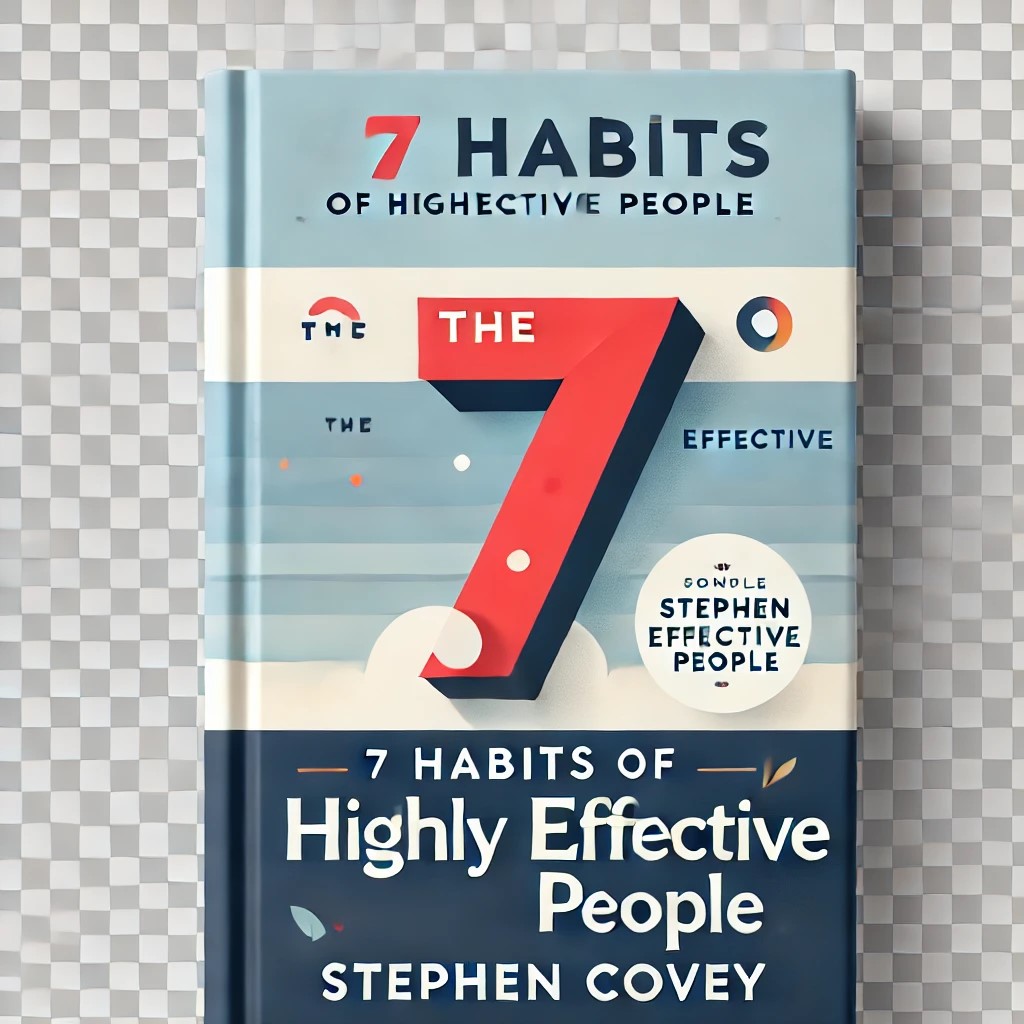 7 HABITS
OF HIGHECTIVE PEOPLE
THE
THE
EFFECTIVE
STEPHEN
EFFECTIVE
PEOPLE
7 HABITS OF
Highly Effective
People
STEPHEN COVEY